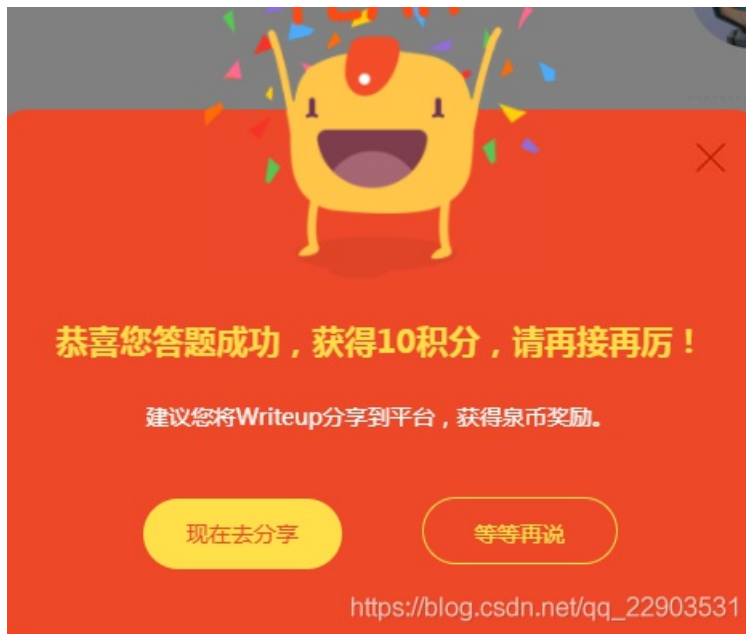 恭喜您答题成功，获得10积分，请再接再厉！
建议您将Writeup分享到平台，获得泉币奖励。
现在去分享
等等再说
https://blog.csdn.net/qq_22903531